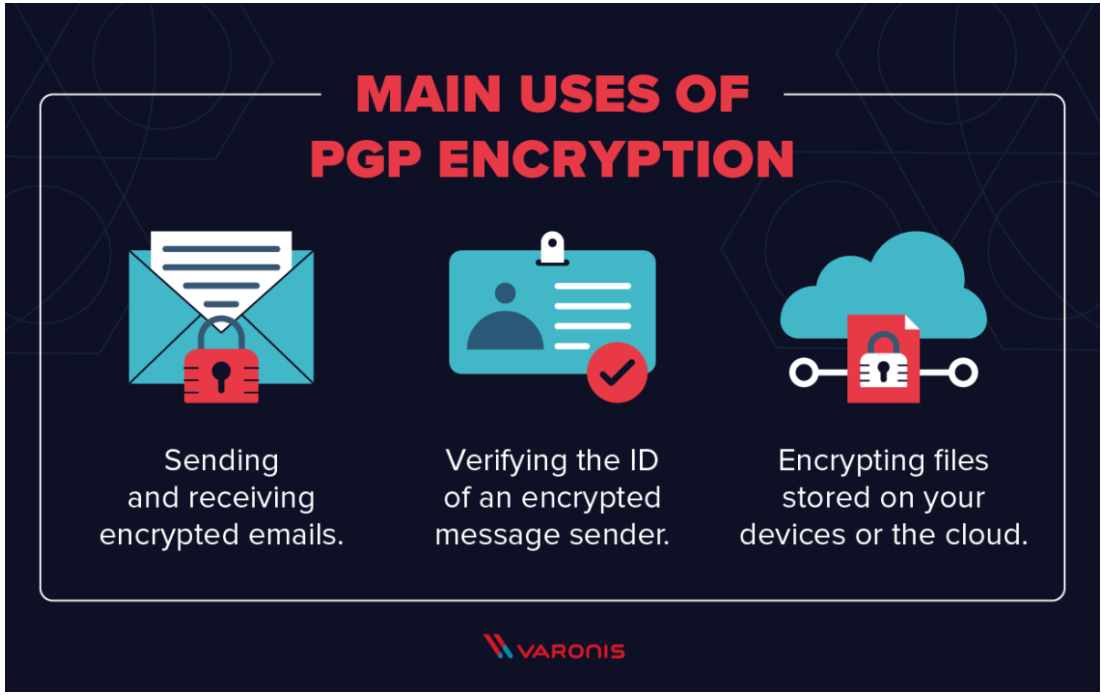 MAIN USES OF
PGP ENCRYPTION
Sending
and receiving
encrypted emails.
Verifying the ID
of an encrypted
message sender.
Encrypting files
stored on your
devices or the cloud.
VARONIS